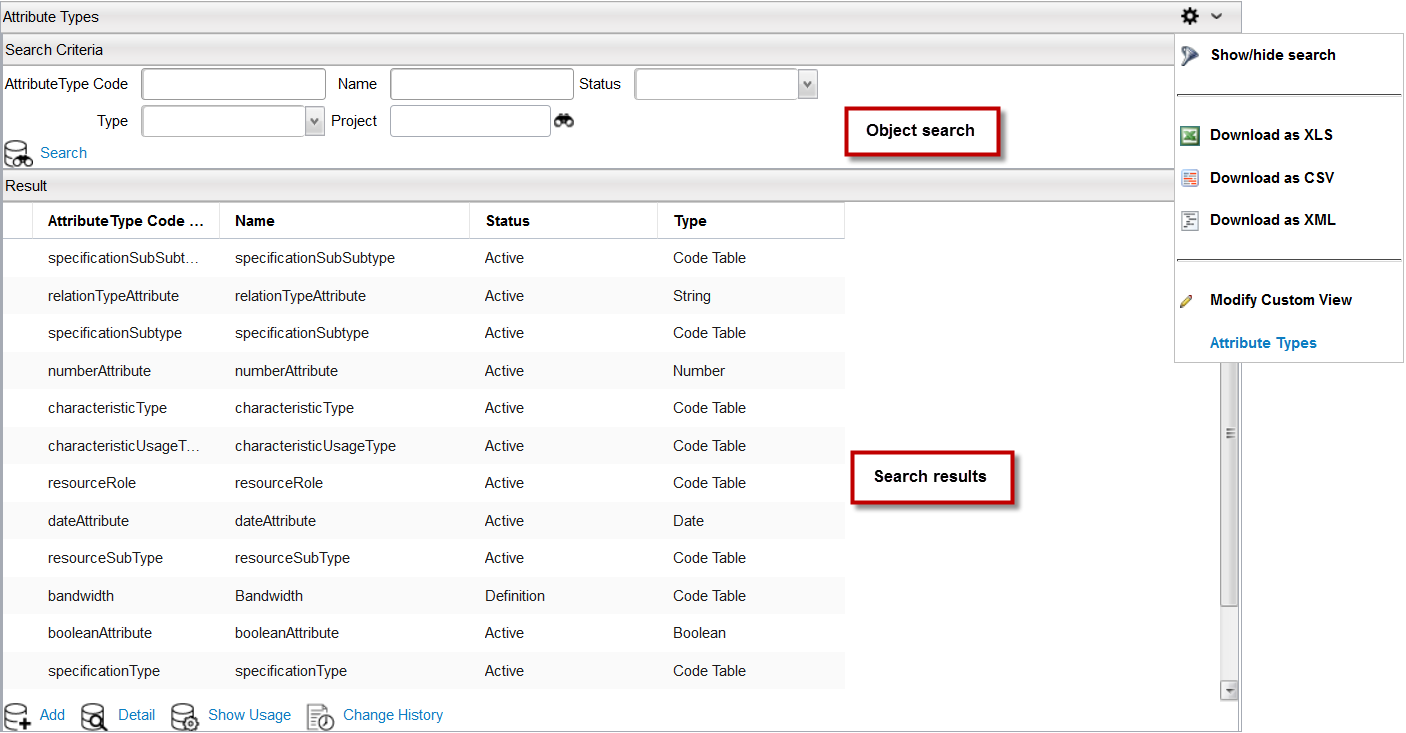 Attribute Types
Search Criteria
Show/hide search
AttributeType Code Name Status
Type Project
Object search
Download as XLS
Search
Download as CSV
Result
Download as XML
AttributeType Code ... Name Status Type
specificationSubSubt... specificationSubSubtype Active Code Table
relationTypeAttribute relationTypeAttribute Active String
Modify Custom View
specificationSubtype specificationSubtype Active Code Table
Attribute Types
numberAttribute numberAttribute Active Number
characteristicType characteristicType Active Code Table
characteristicUsageT... characteristicUsageType Active Code Table
Search results
resourceRole resourceRole Active Code Table
dateAttribute dateAttribute Active Date
resourceSubType resourceSubType Active Code Table
bandwidth Bandwidth Definition Code Table
booleanAttribute booleanAttribute Active Boolean
specificationType specificationType Active Code Table
Add Detail Show Usage Change History